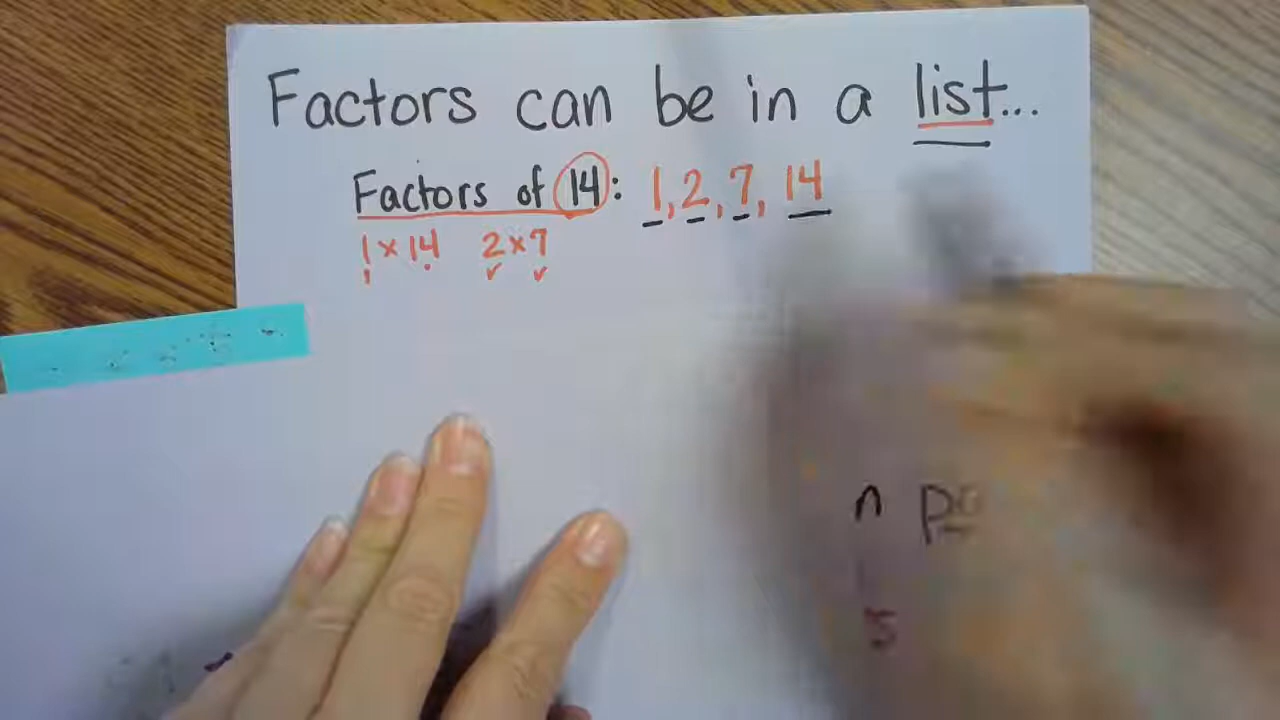 Factors can be in a list...
Factors of 14: 1, 2, 7, 14
1 x 14 2 x 7